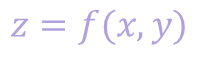 z = f(x, y)